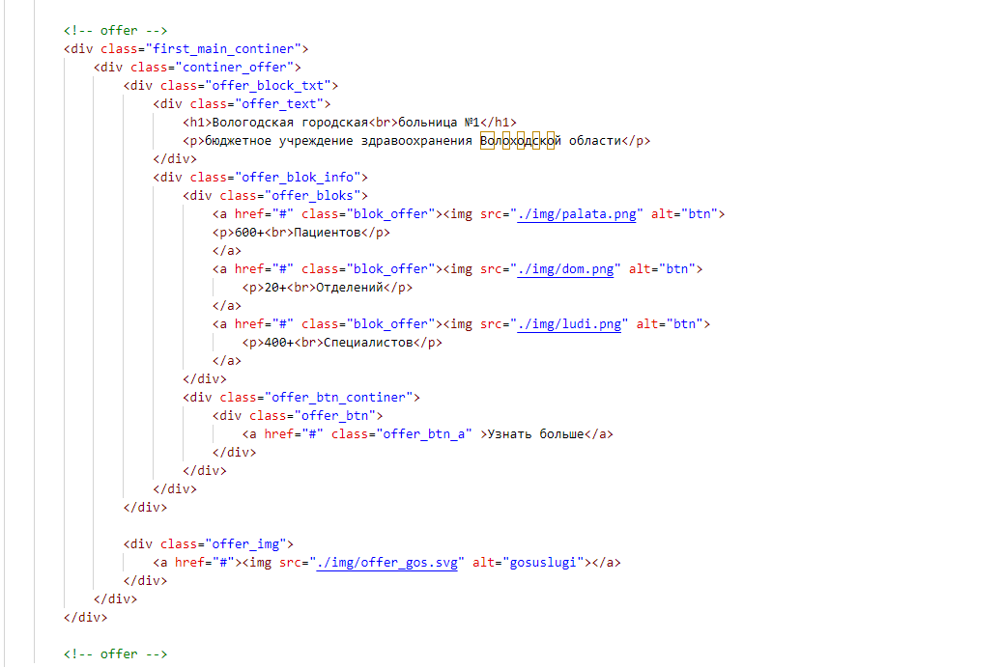 <!-- offer -->
<div class="first_main_continer">
<div class="continer_offer">
<div class="offer_block_txt">
<div class="offer_text">
<h1>Вологодская городская<br>больница №1</h1>
<p>бюджетное учреждение здравоохранения Волоходской области</p>
</div>
<div class="offer_blok_info">
<div class="offer_bloks">
<a href="#" class="blok_offer"><img src="./img/palata.png" alt="btn">
<p>600+<br>Пациентов</p>
</a>
<a href="#" class="blok_offer"><img src="./img/dom.png" alt="btn">
<p>20+<br>Отделений</p>
</a>
<a href="#" class="blok_offer"><img src="./img/ludi.png" alt="btn">
<p>400+<br>Специалистов</p>
</a>
</div>
<div class="offer_btn_continer">
<div class="offer_btn">
<a href="#" class="offer_btn_a" >Узнать больше</a>
</div>
</div>
</div>
</div>
<div class="offer_img">
<a href="#"><img src="./img/offer_gos.svg" alt="gosuslugi"></a>
</div>
</div>
</div>
<!-- offer -->